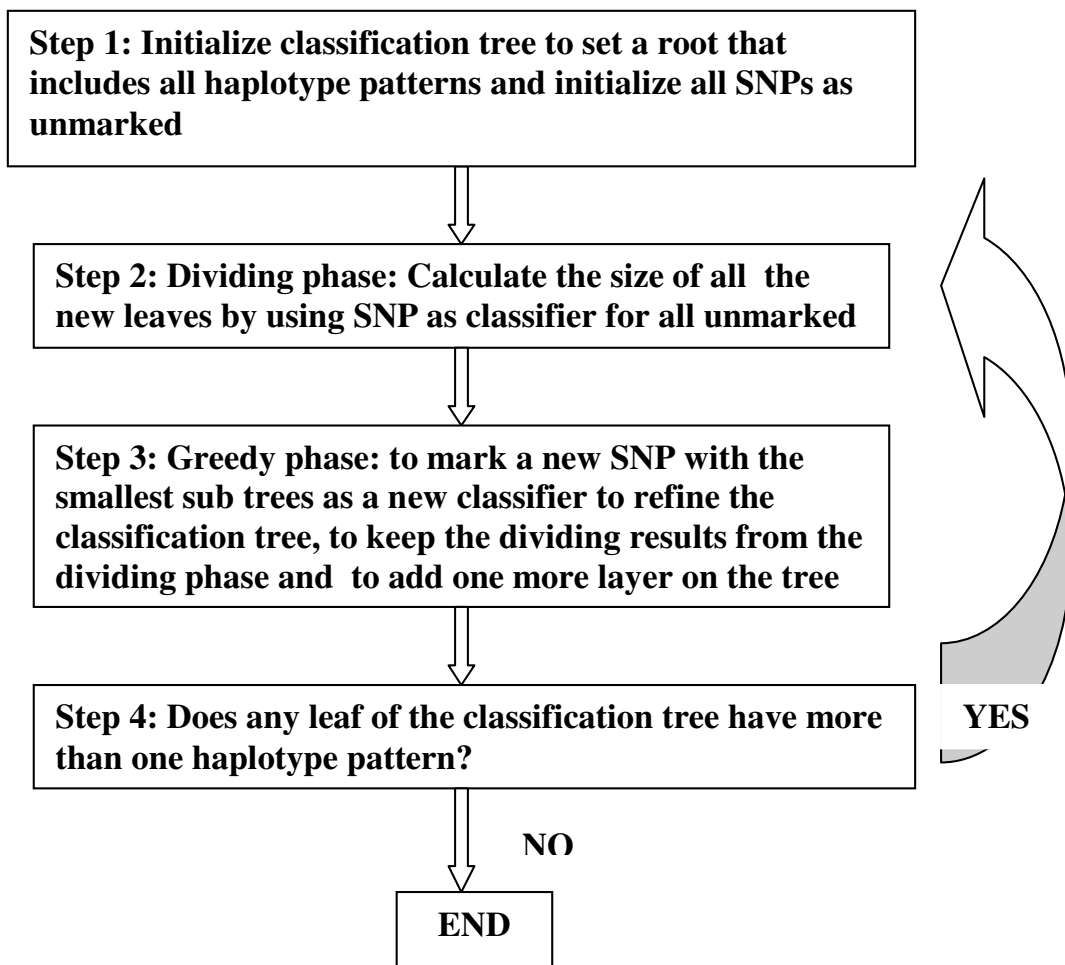 Step 1: Initialize classification tree to set a root that
includes all haplotype patterns and initialize all SNPs as
unmarked
Step 2: Dividing phase: Calculate the size of all the
new leaves by using SNP as classifier for all unmarked
Step 3: Greedy phase: to mark a new SNP with the
smallest sub trees as a new classifier to refine the
classification tree, to keep the dividing results from the
dividing phase and to add one more layer on the tree
Step 4: Does any leaf of the classification tree have more
than one haplotype pattern?
YES
NO
END